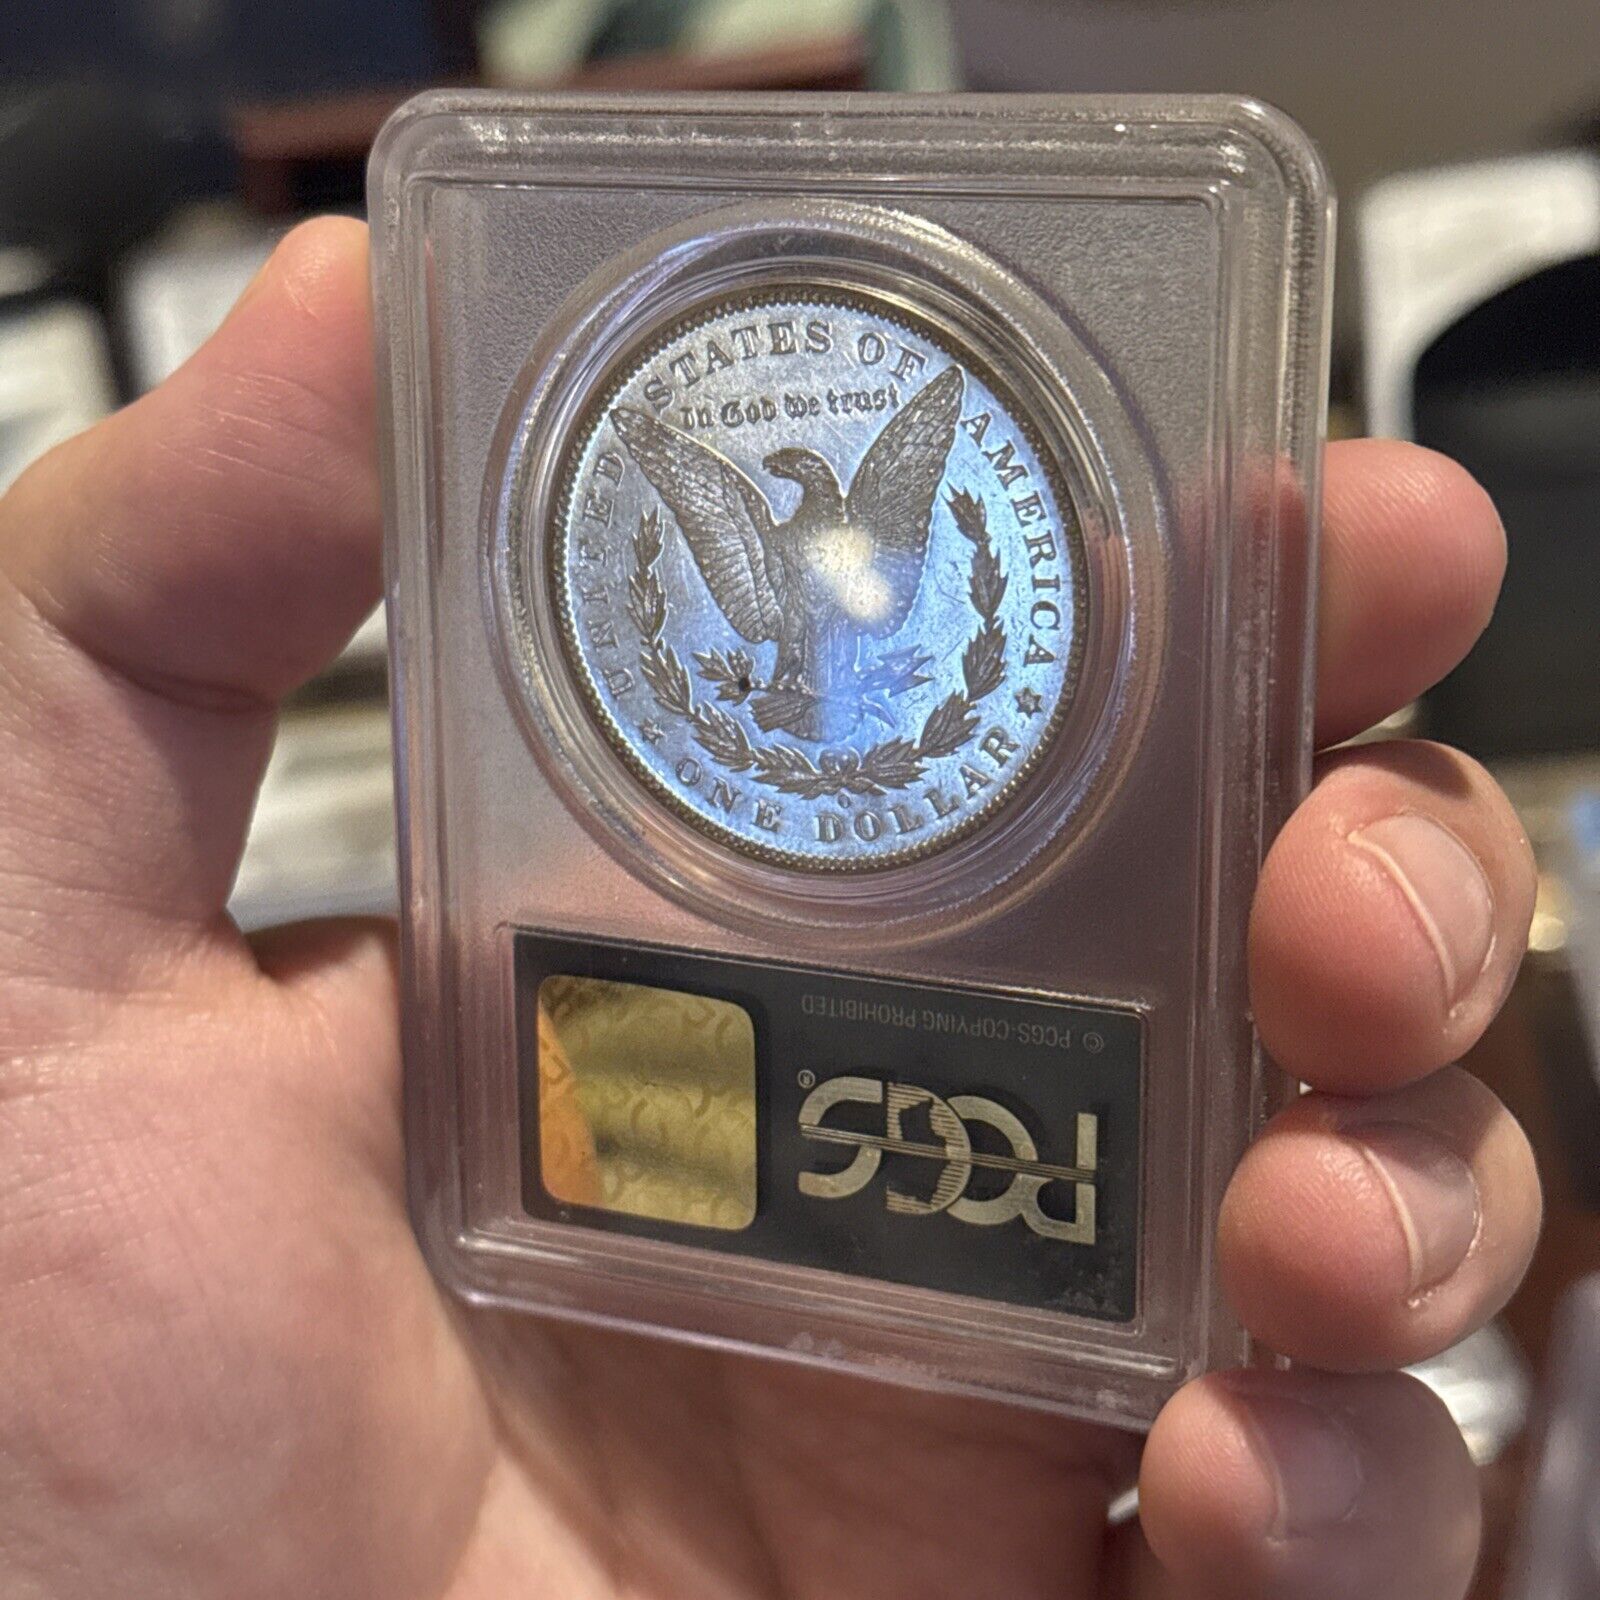 UNITED STATES OF AMERICA
In God we trust
O
ONE DOLLAR
© PCGS-COPYING PROHIBITED
PCGS®